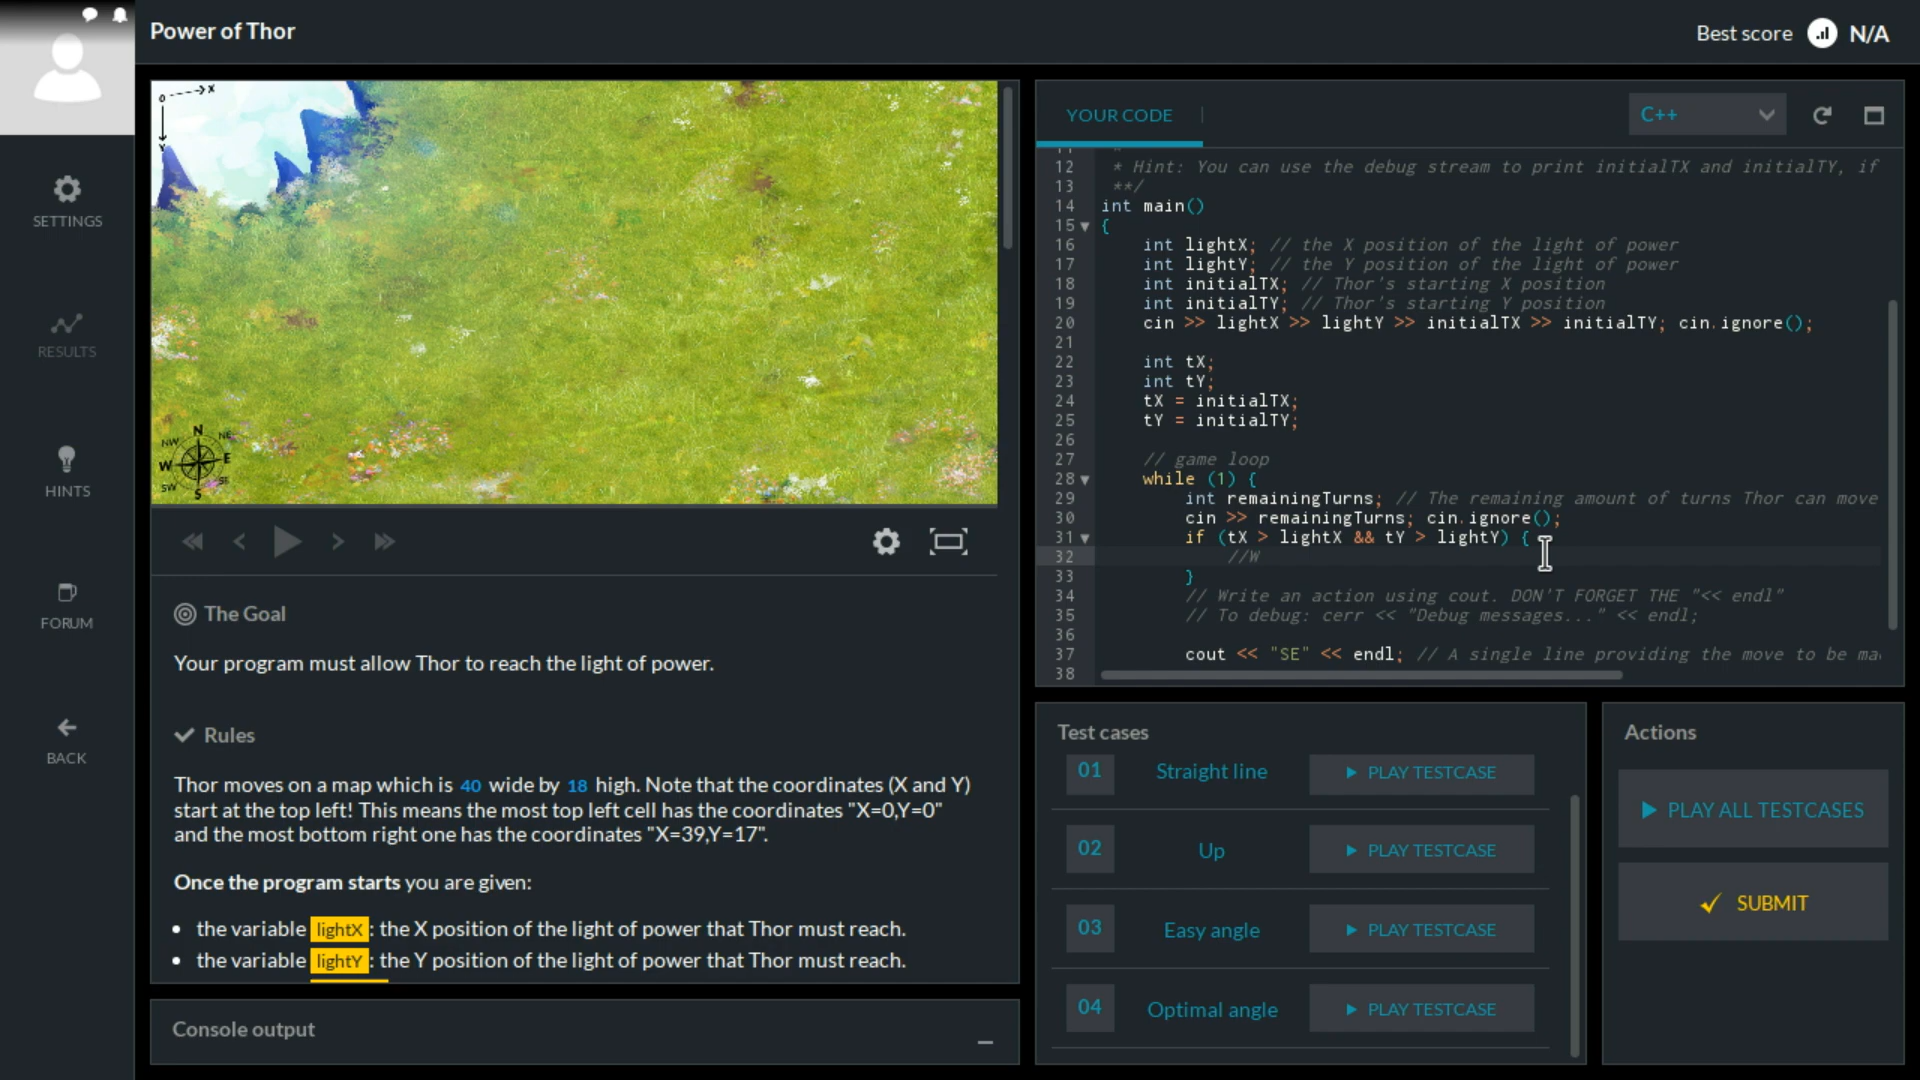 Power of Thor
Best score N/A
SETTINGS
RESULTS
HINTS
FORUM
BACK
0 X
Y
N
NW NE
W E
SW SE
S
The Goal
Your program must allow Thor to reach the light of power.
Rules
Thor moves on a map which is 40 wide by 18 high. Note that the coordinates (X and Y)
start at the top left! This means the most top left cell has the coordinates "X=0,Y=0"
and the most bottom right one has the coordinates "X=39,Y=17".
Once the program starts you are given:
• the variable lightX: the X position of the light of power that Thor must reach.
• the variable lightY: the Y position of the light of power that Thor must reach.
Console output
YOUR CODE
C++
12 * Hint: You can use the debug stream to print initialTX and initialTY, if
13 **/
14 int main()
15 {
16 int lightX; // the X position of the light of power
17 int lightY; // the Y position of the light of power
18 int initialTX; // Thor's starting X position
19 int initialTY; // Thor's starting Y position
20 cin >> lightX >> lightY >> initialTX >> initialTY; cin.ignore();
21
22 int tX;
23 int tY;
24 tX = initialTX;
25 tY = initialTY;
26
27 // game loop
28 while (1) {
29 int remainingTurns; // The remaining amount of turns Thor can move
30 cin >> remainingTurns; cin.ignore();
31 if (tX > lightX && tY > lightY) {
32 //W
33 }
34 // Write an action using cout. DON'T FORGET THE "<< endl"
35 // To debug: cerr << "Debug messages..." << endl;
36
37 cout << "SE" << endl; // A single line providing the move to be
38
Test cases
01 Straight line PLAY TESTCASE
02 Up PLAY TESTCASE
03 Easy angle PLAY TESTCASE
04 Optimal angle PLAY TESTCASE
Actions
PLAY ALL TESTCASES
SUBMIT